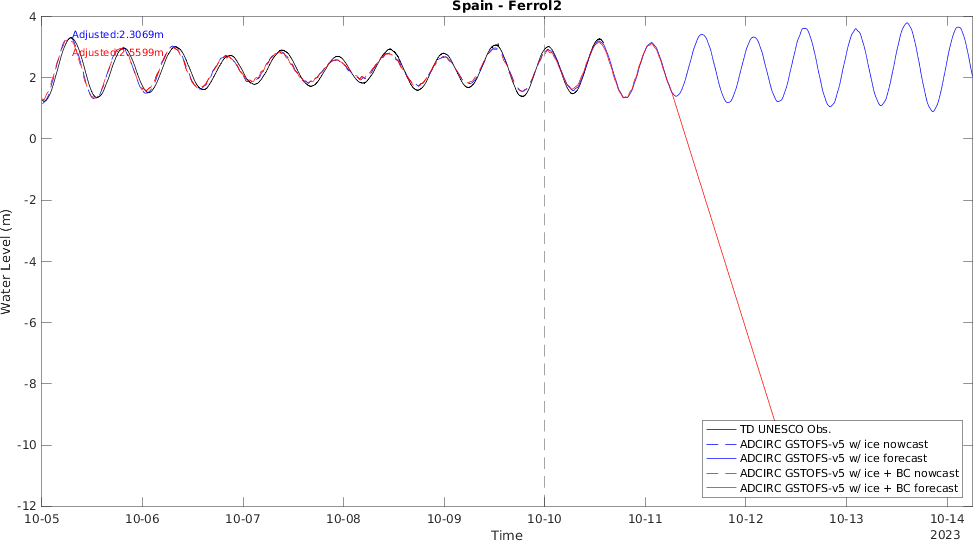 Spain - Ferrol2
Adjusted:2.3069m
Adjusted:2.5599m
4
2
0
-2
-4
-6
-8
-10
-12
Water Level (m)
TD UNESCO Obs.
ADCIRC GSTOFS-v5 w/ ice nowcast
ADCIRC GSTOFS-v5 w/ ice forecast
ADCIRC GSTOFS-v5 w/ ice + BC nowcast
ADCIRC GSTOFS-v5 w/ ice + BC forecast
10-05 10-06 10-07 10-08 10-09 10-10 10-11 10-12 10-13 10-14
2023
Time